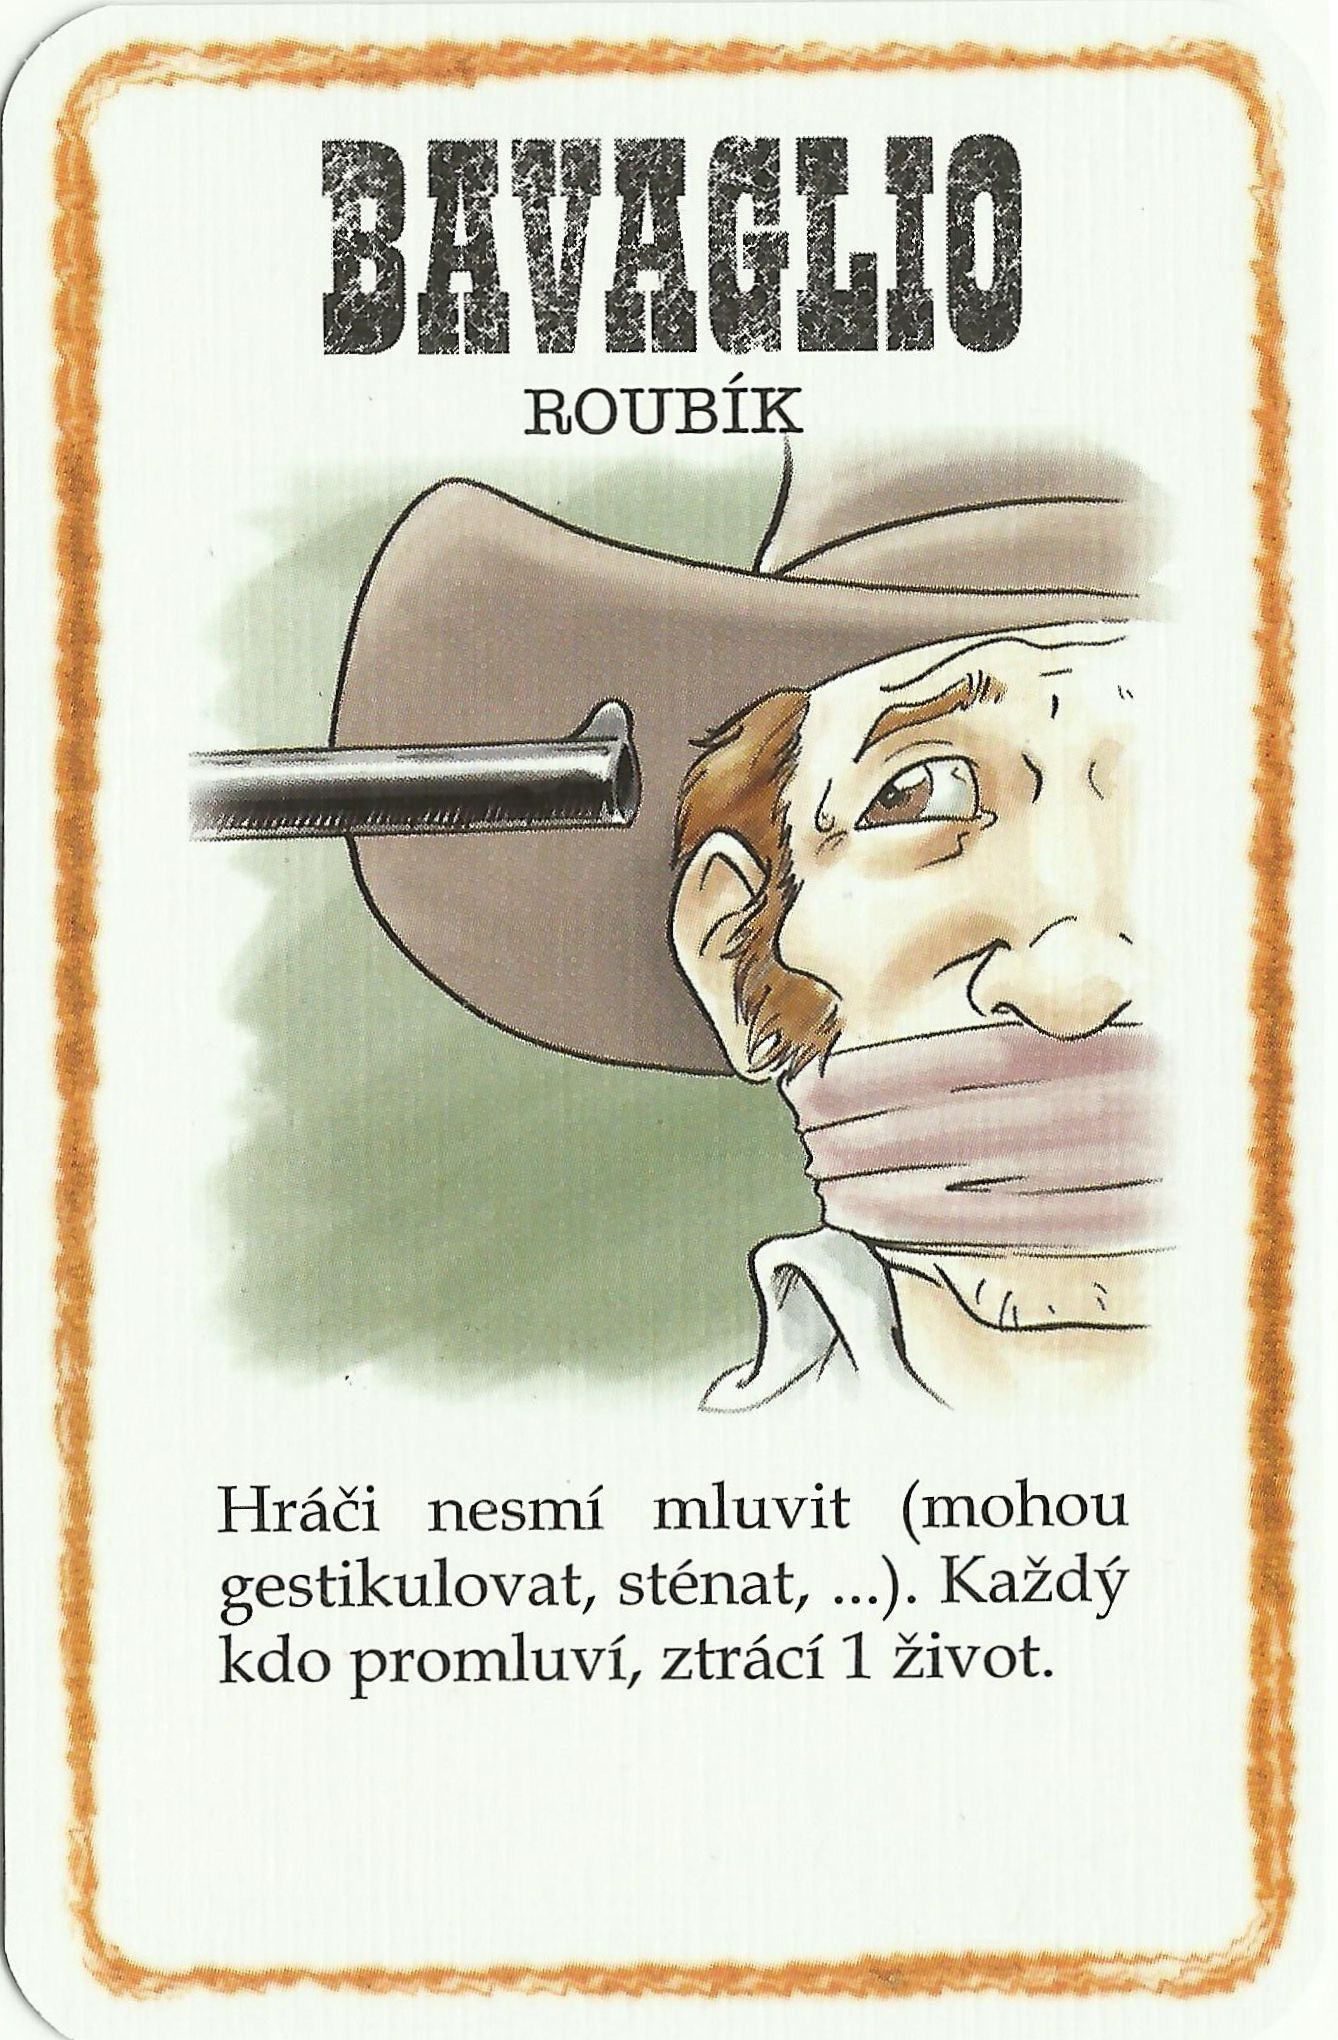 BAVAGLIO
ROUBÍK
Hráči nesmí mluvit (mohou
gestikulovat, sténat, ...). Každý
kdo promluví, ztrácí 1 život.